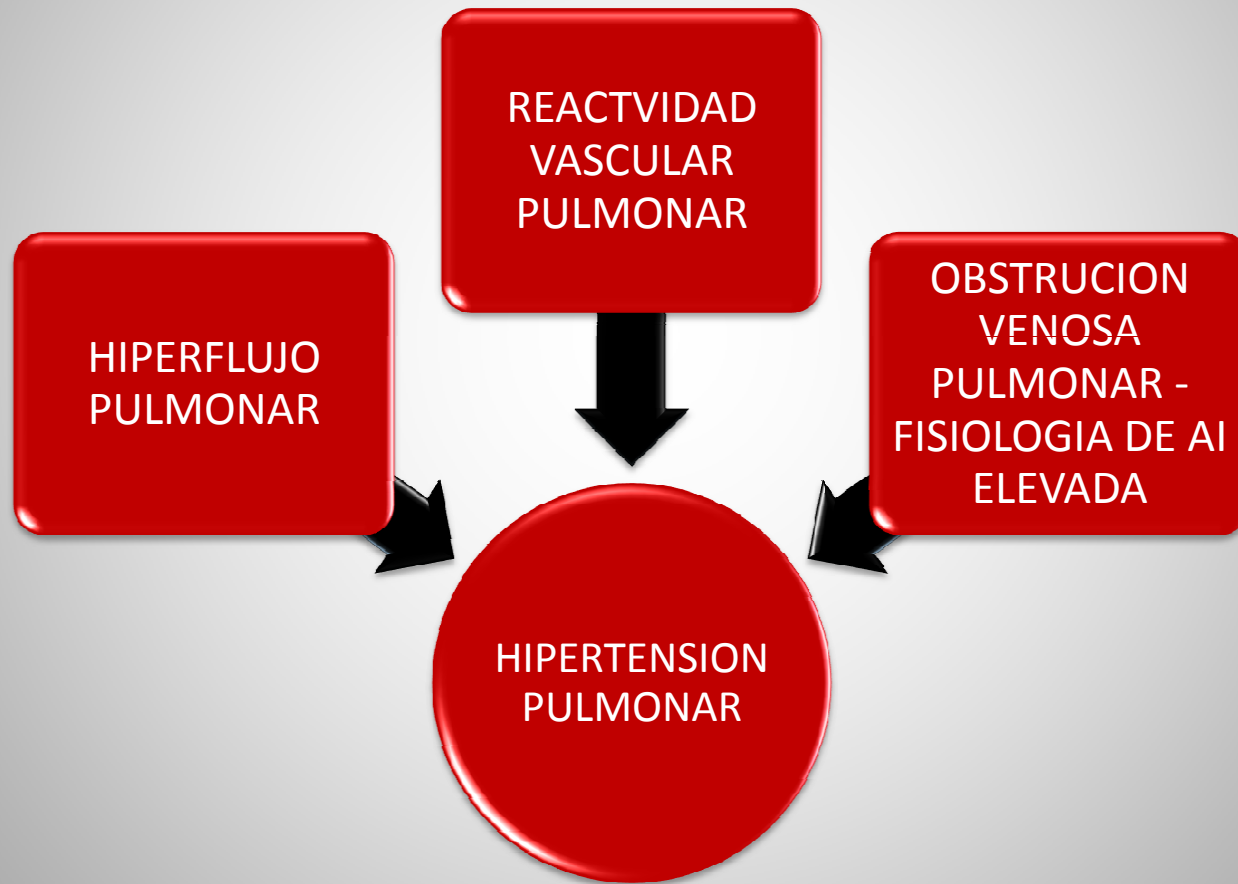 REACTVIDAD
VASCULAR
PULMONAR
HIPERFLUJO
PULMONAR
OBSTRUCION
VENOSA
PULMONAR -
FISIOLOGIA DE AI
ELEVADA
HIPERTENSION
PULMONAR